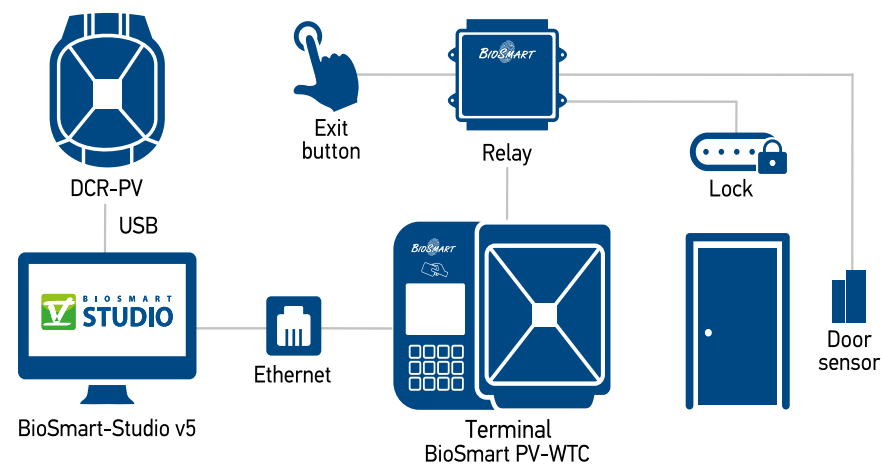 BIOSMART
Exit
button
Relay
DCR-PV
Lock
USB
BIOSMART
BIOSMART
STUDIO
Ethernet
Door
sensor
BioSmart-Studio v5
Terminal
BioSmart PV-WTC